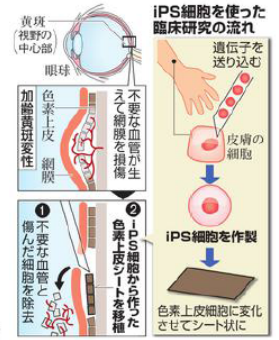 黄斑
(視野の
中心部)
眼球
不要な血管が生
えて網膜を損傷
色素上皮
網膜
加齢黄斑変性
❶
不要な血管と
傷んだ細胞を除去
❷
iPS細胞から作った
色素上皮シートを移植
iPS細胞を使った
臨床研究の流れ
遺伝子を
送り込む
皮膚の
細胞
iPS細胞を作製
色素上皮細胞に変化
させてシート状に